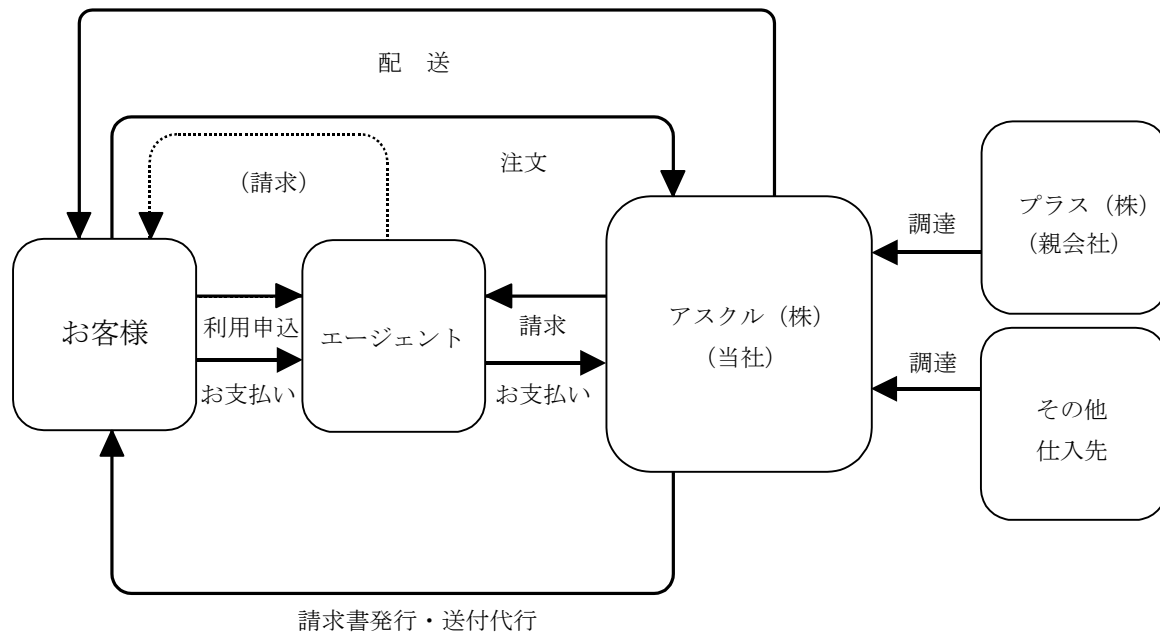 配　送
注文
（請求）
プラス（株）
（親会社）
調達
お客様
利用申込
お支払い
エージェント
請求
お支払い
アスクル（株）
（当社）
調達
その他
仕入先
請求書発行・送付代行